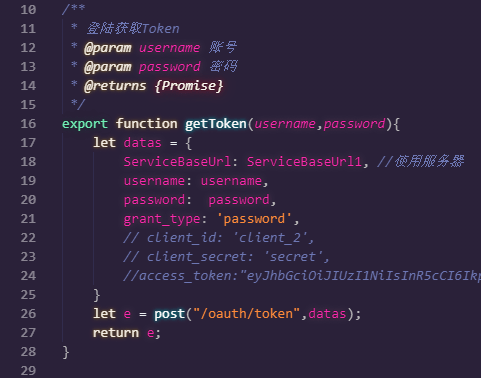 10 /**
11 * 登陆获取Token
12 * @param username 账号
13 * @param password 密码
14 * @returns {Promise}
15 */
16 export function getToken(username,password){
17 let datas = {
18 ServiceBaseUrl: ServiceBaseUrl1, //使用服务器
19 username: username,
20 password:  password,
21 grant_type: 'password',
22 // client_id: 'client_2',
23 // client_secret: 'secret',
24 //access_token:"eyJhbGciOiJIUzI1NiIsInR5cCI6Ikp
25 }
26 let e = post("/oauth/token",datas);
27 return e;
28 }
29